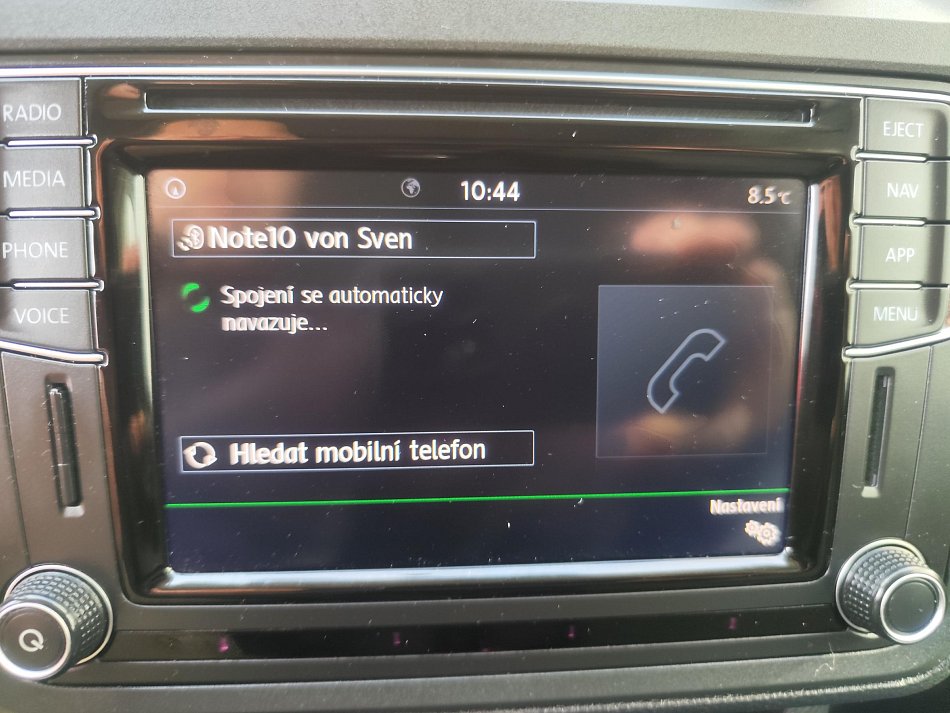 RADIO
MEDIA
PHONE
VOICE
EJECT
NAV
APP
MENU
10:44
8.5°C
Note10 von Sven
Spojení se automaticky
navazuje...
Hledat mobilní telefon
Nastavení